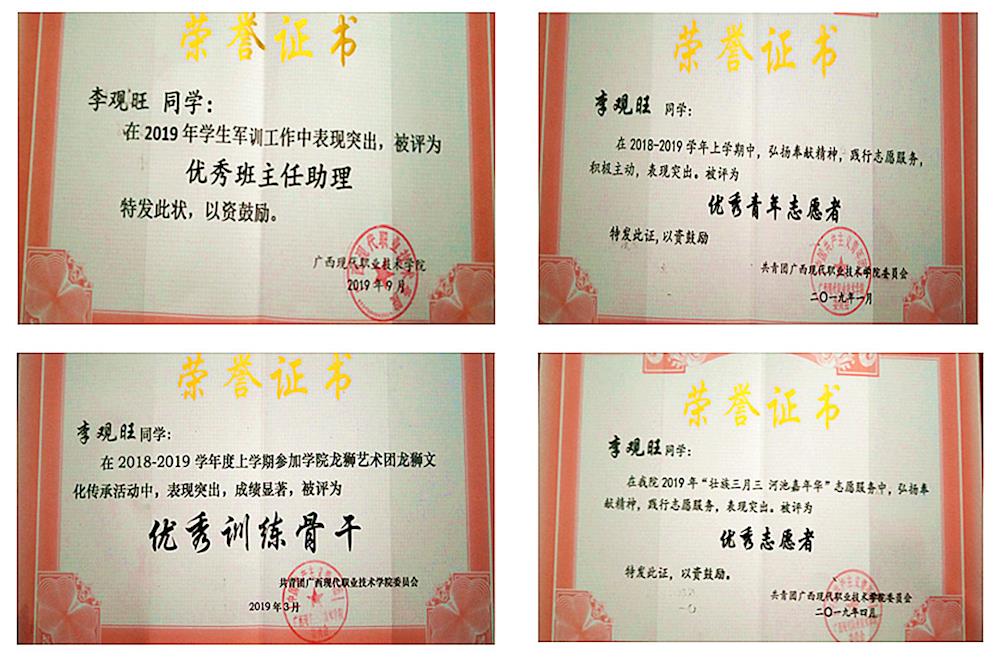 荣誉证书
李观旺 同学：
在2019年学生军训工作中表现突出，被评为
优秀班主任助理
特发此状，以资鼓励。
广西现代职业技术学院
2019年9月
荣誉证书
李观旺 同学：
在2018-2019学年上学期中，弘扬奉献精神，践行志愿服务，
积极主动，表现突出。被评为
优秀青年志愿者
特发此证，以资鼓励
共青团广西现代职业技术学院委员会
二〇一九年一月
荣誉证书
李观旺同学：
在2018-2019学年度上学期参加学院龙狮艺术团龙狮文
化传承活动中，表现突出，成绩显著，被评为
优秀训练骨干
共青团广西现代职业技术学院委员会
2019年3月
荣誉证书
李观旺同学：
在我院2019年“壮族三月三 河池嘉年华”志愿服务中，弘扬奉
献精神，践行志愿服务，表现突出。被评为
优秀志愿者
特发此证，以资鼓励。
共青团广西现代职业技术学院委员会
二〇一九年四月